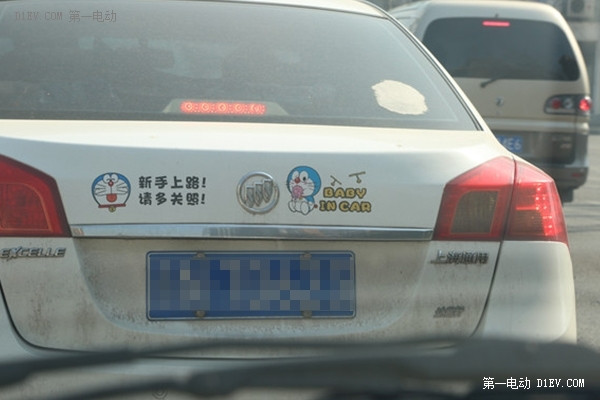 D1EV.COM 第一电动
新手上路!
请多关照!
BABY
IN CAR
EXCELLE
上海通用
第一电动 D1EV.COM